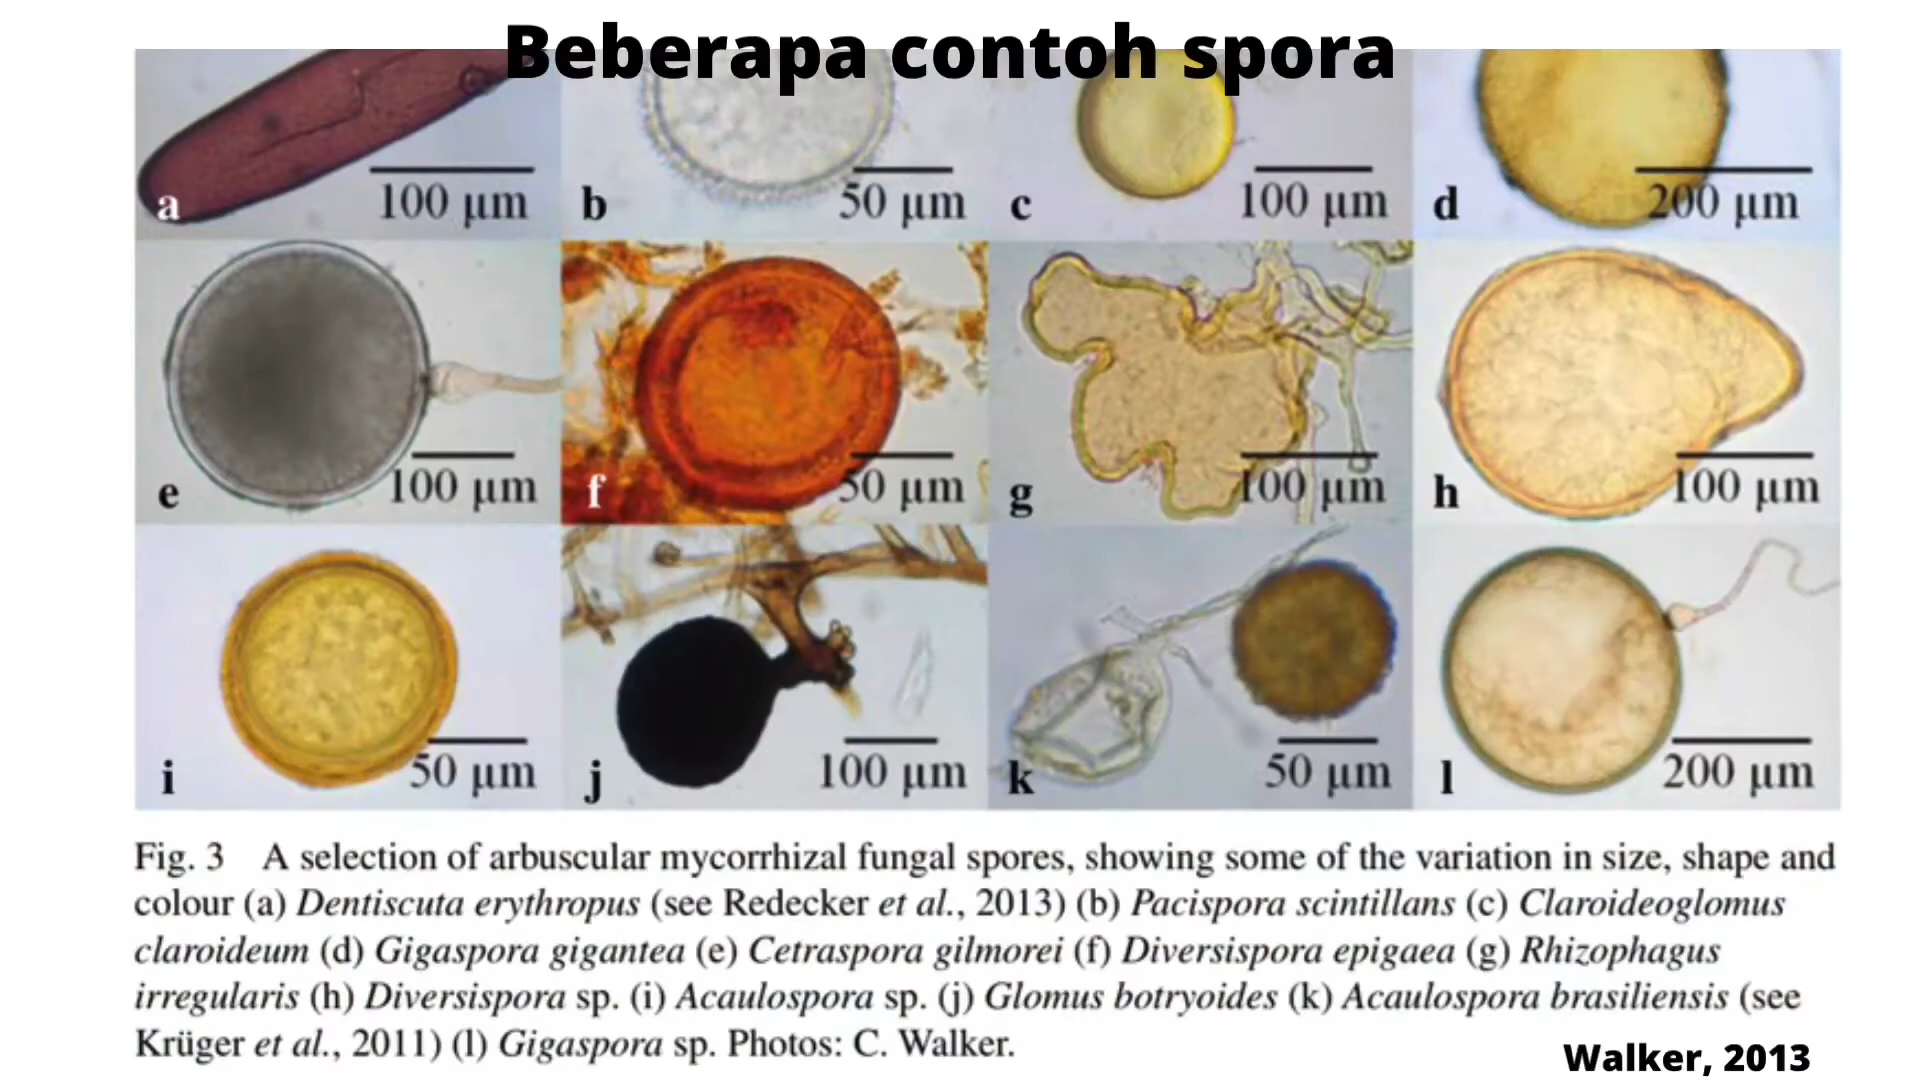 Beberapa contoh spora
a 100 µm b 50 µm c 100 µm d 200 µm
e 100 µm f 50 µm g 100 µm h 100 µm
i 50 µm j 100 µm k 50 µm l 200 µm
Fig. 3 A selection of arbuscular mycorrhizal fungal spores, showing some of the variation in size, shape and
colour (a) Dentiscuta erythropus (see Redecker et al., 2013) (b) Pacispora scintillans (c) Claroideoglomus
claroideum (d) Gigaspora gigantea (e) Cetraspora gilmorei (f) Diversispora epigaea (g) Rhizophagus
irregularis (h) Diversispora sp. (i) Acaulospora sp. (j) Glomus botryoides (k) Acaulospora brasiliensis (see
Krüger et al., 2011) (l) Gigaspora sp. Photos: C. Walker.
Walker, 2013